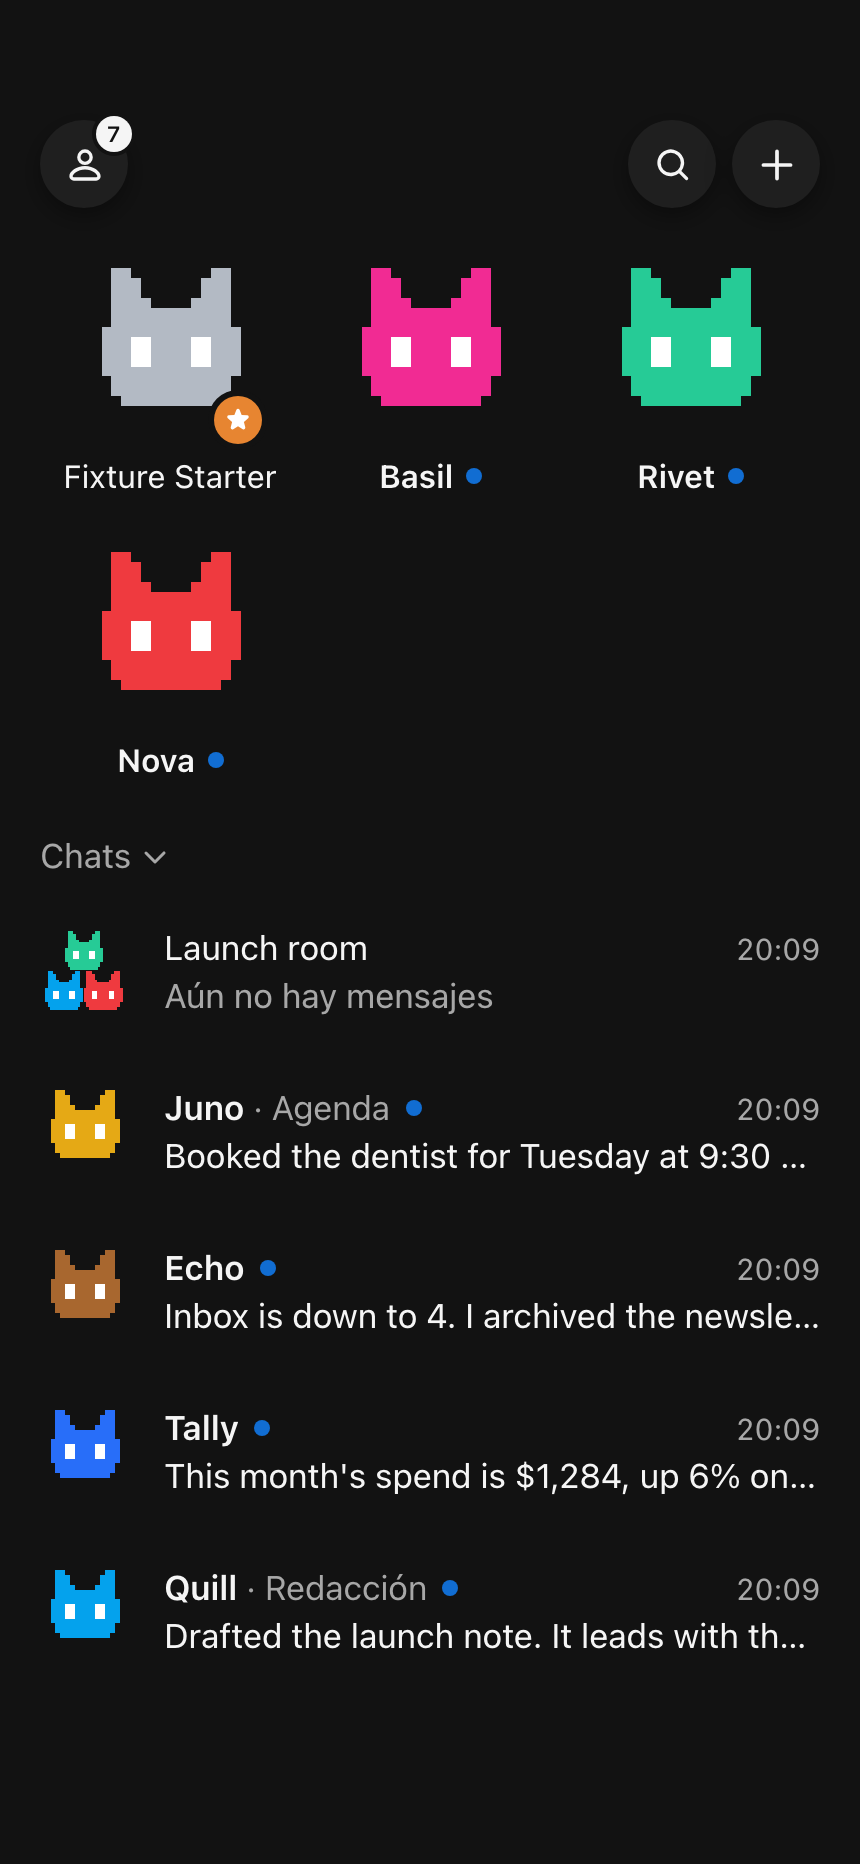 7
Fixture Starter
Basil
Rivet
Nova
Chats
Launch room
20:09
Aún no hay mensajes
Juno · Agenda
20:09
Booked the dentist for Tuesday at 9:30 ...
Echo
20:09
Inbox is down to 4. I archived the newsle...
Tally
20:09
This month's spend is $1,284, up 6% on...
Quill · Redacción
20:09
Drafted the launch note. It leads with th...